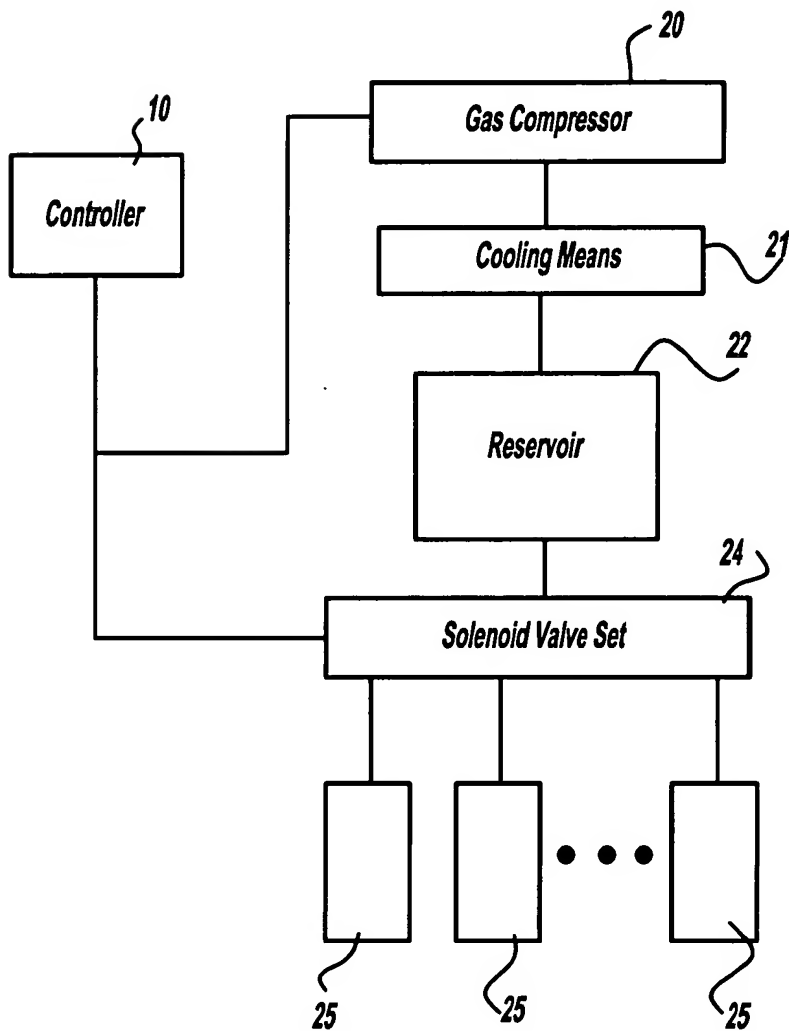 20
Gas Compressor
10
Controller
Cooling Means
21
22
Reservoir
24
Solenoid Valve Set
25
25
25